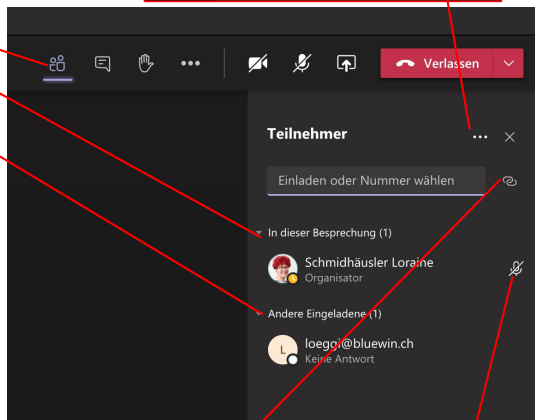 Verlassen
Teilnehmer
Einladen oder Nummer wählen
In dieser Besprechung (1)
Schmidhäusler Loraine
Organisator
Andere Eingeladene (1)
L
loeggi@bluewin.ch
Keine Antwort